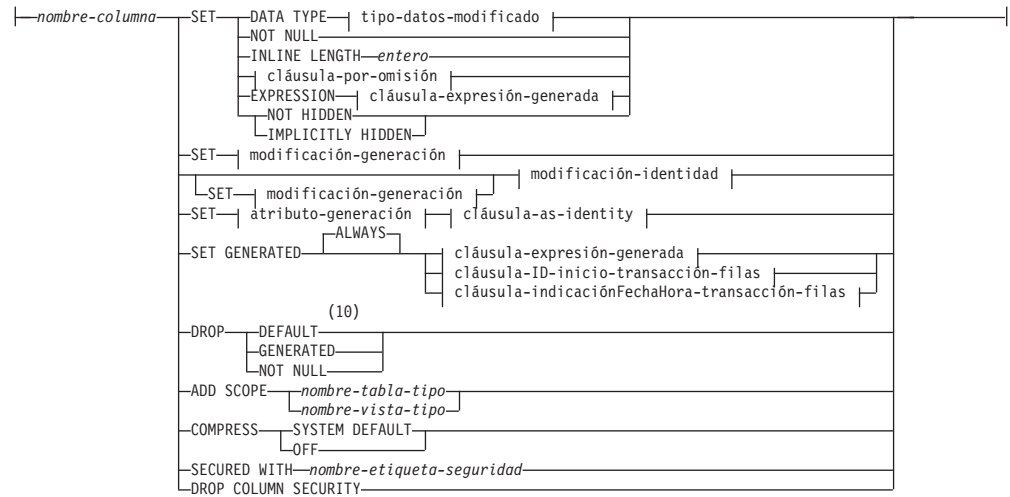 nombre-columna SET DATA TYPE tipo-datos-modificado
NOT NULL
INLINE LENGTH entero
cláusula-por-omisión
EXPRESSION cláusula-expresión-generada
NOT HIDDEN
IMPLICITLY HIDDEN
SET modificación-generación
modificación-identidad
SET modificación-generación
SET atributo-generación cláusula-as-identity
ALWAYS
SET GENERATED cláusula-expresión-generada
cláusula-ID-inicio-transacción-filas
cláusula-indicaciónFechaHora-transacción-filas
(10)
DROP DEFAULT
GENERATED
NOT NULL
ADD SCOPE nombre-tabla-tipo
nombre-vista-tipo
COMPRESS SYSTEM DEFAULT
OFF
SECURED WITH nombre-etiqueta-seguridad
DROP COLUMN SECURITY